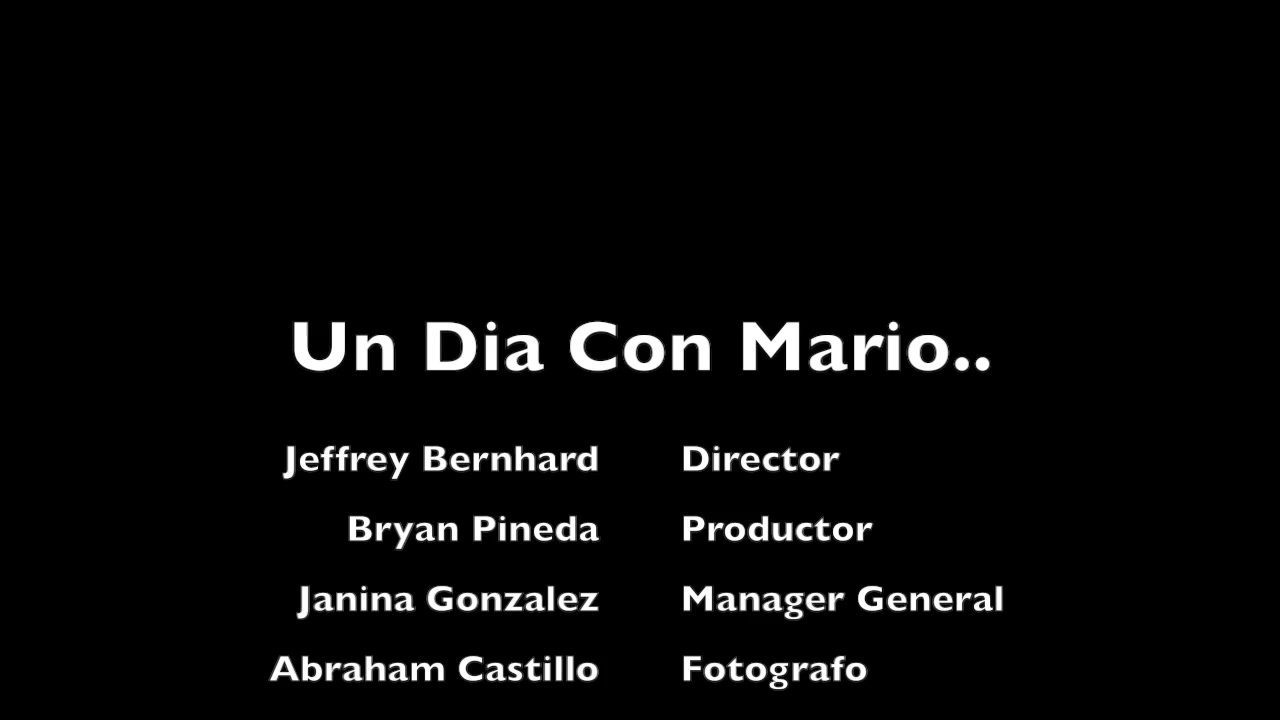 Un Dia Con Mario..
Jeffrey Bernhard Director
Bryan Pineda Productor
Janina Gonzalez Manager General
Abraham Castillo Fotografo